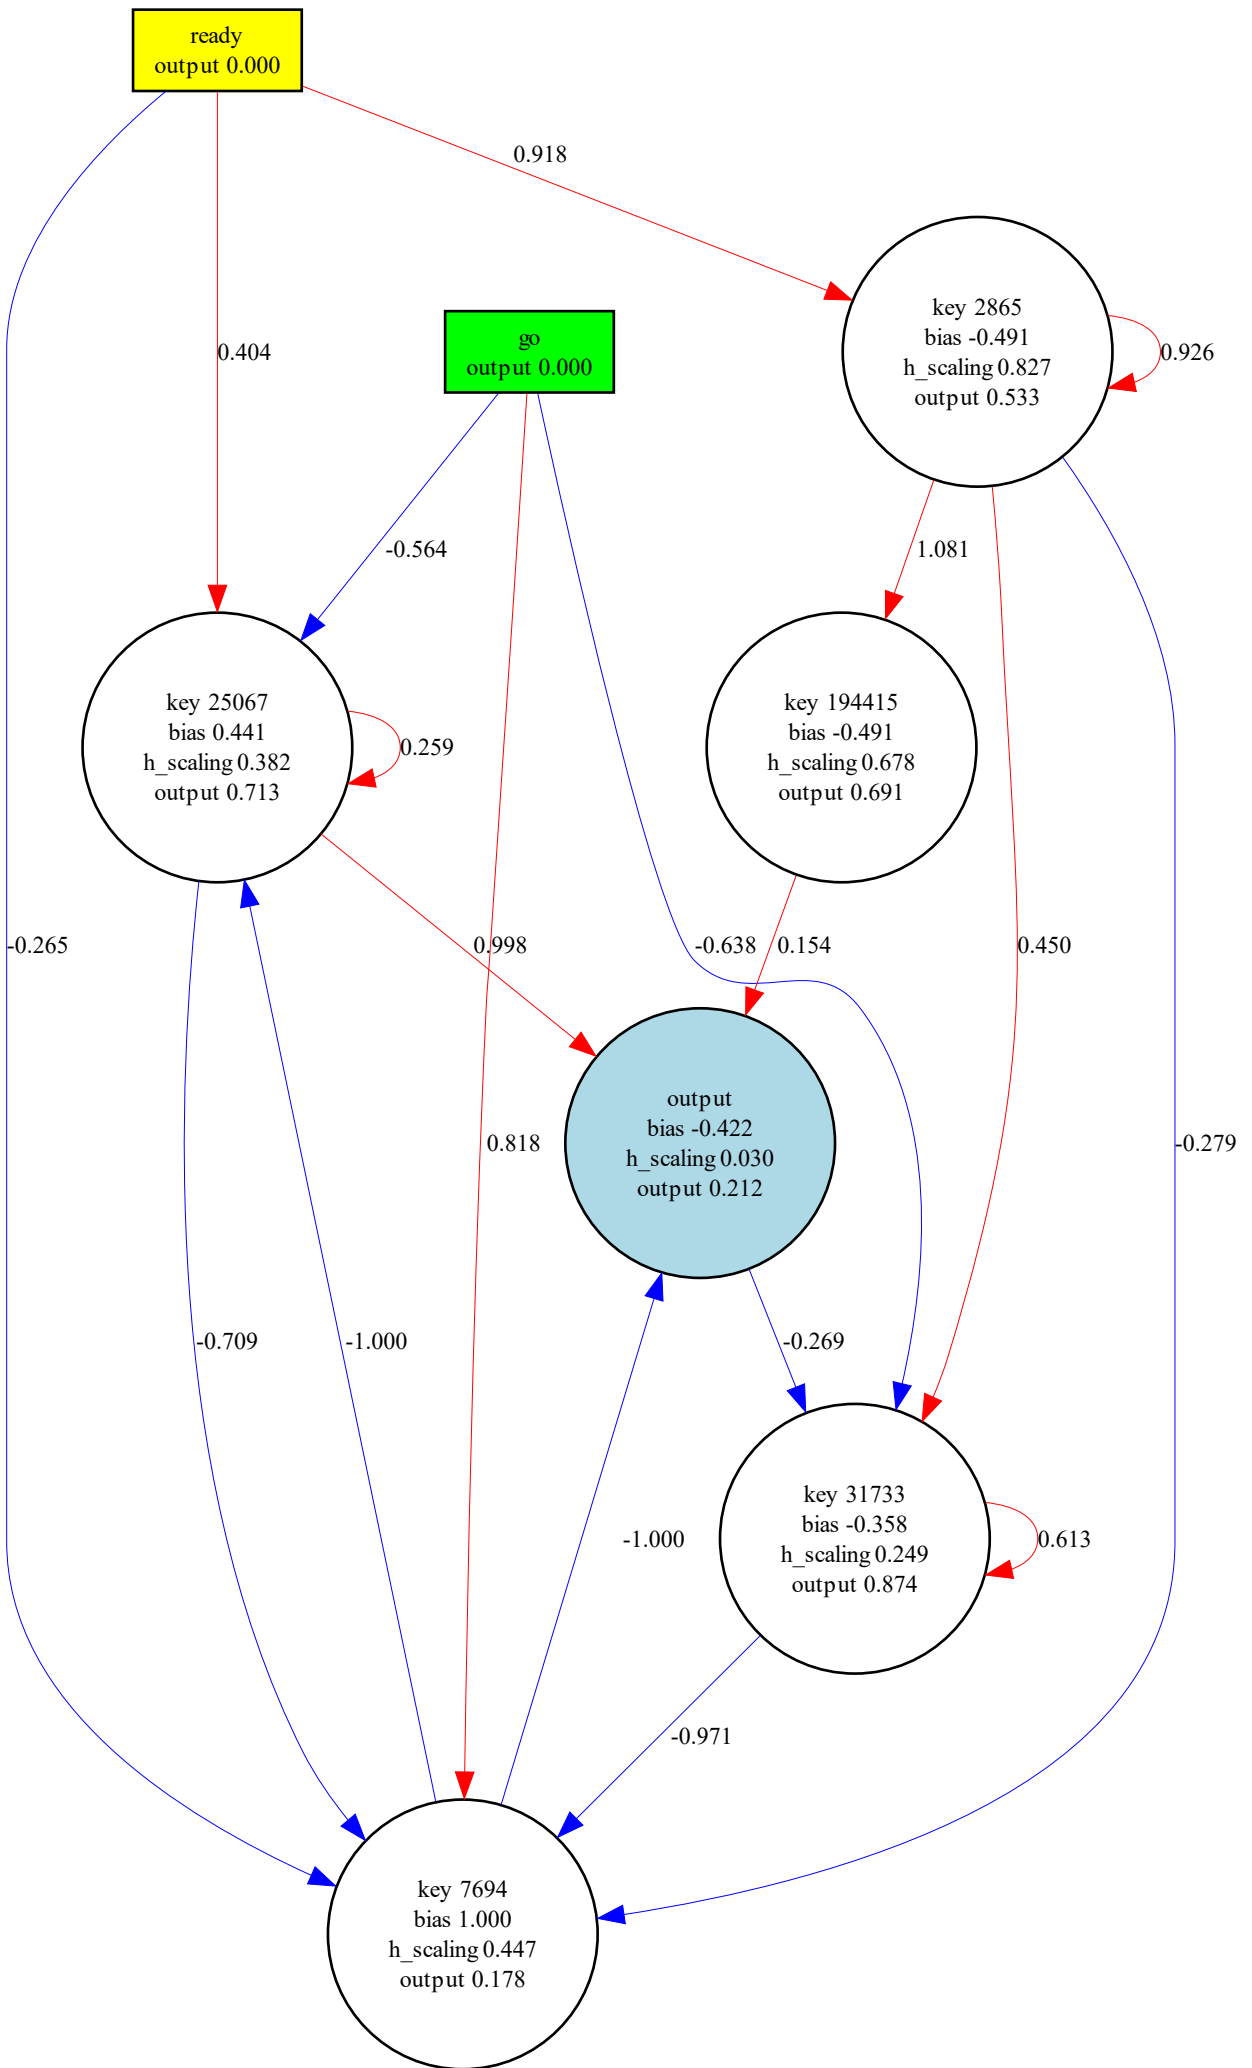 ready
output 0.000
0.918
key 2865
bias -0.491
h_scaling 0.827
output 0.533
0.926
go
output 0.000
0.404
-0.564
1.081
key 25067
bias 0.441
h_scaling 0.382
output 0.713
0.259
key 194415
bias -0.491
h_scaling 0.678
output 0.691
-0.265
0.998
-0.638
0.154
0.450
output
bias -0.422
h_scaling 0.030
output 0.212
0.818
-0.279
-0.709
-1.000
-0.269
key 31733
bias -0.358
h_scaling 0.249
output 0.874
-1.000
0.613
-0.971
key 7694
bias 1.000
h_scaling 0.447
output 0.178